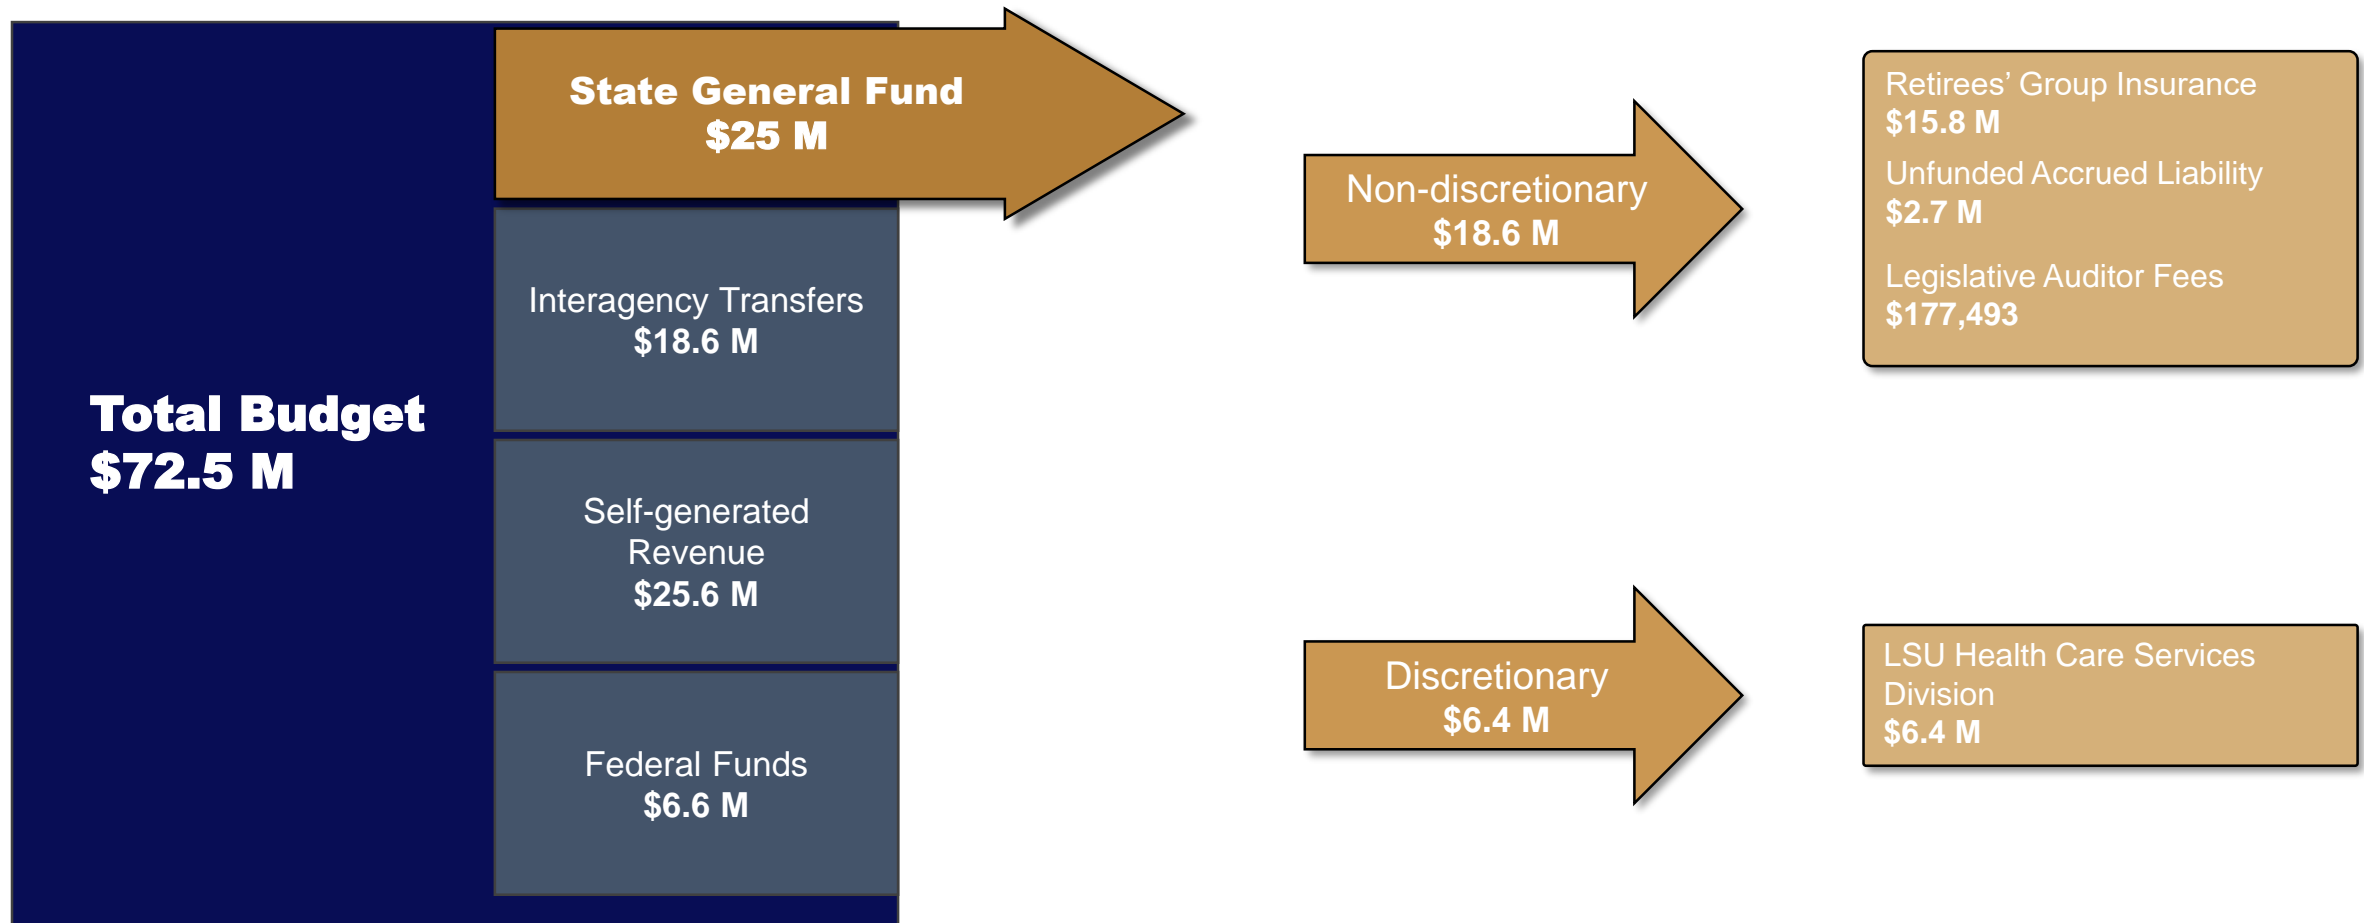 Total Budget
$72.5 M
State General Fund
$25 M
Interagency Transfers
$18.6 M
Self-generated
Revenue
$25.6 M
Federal Funds
$6.6 M
Non-discretionary
$18.6 M
Retirees’ Group Insurance
$15.8 M
Unfunded Accrued Liability
$2.7 M
Legislative Auditor Fees
$177,493
Discretionary
$6.4 M
LSU Health Care Services
Division
$6.4 M